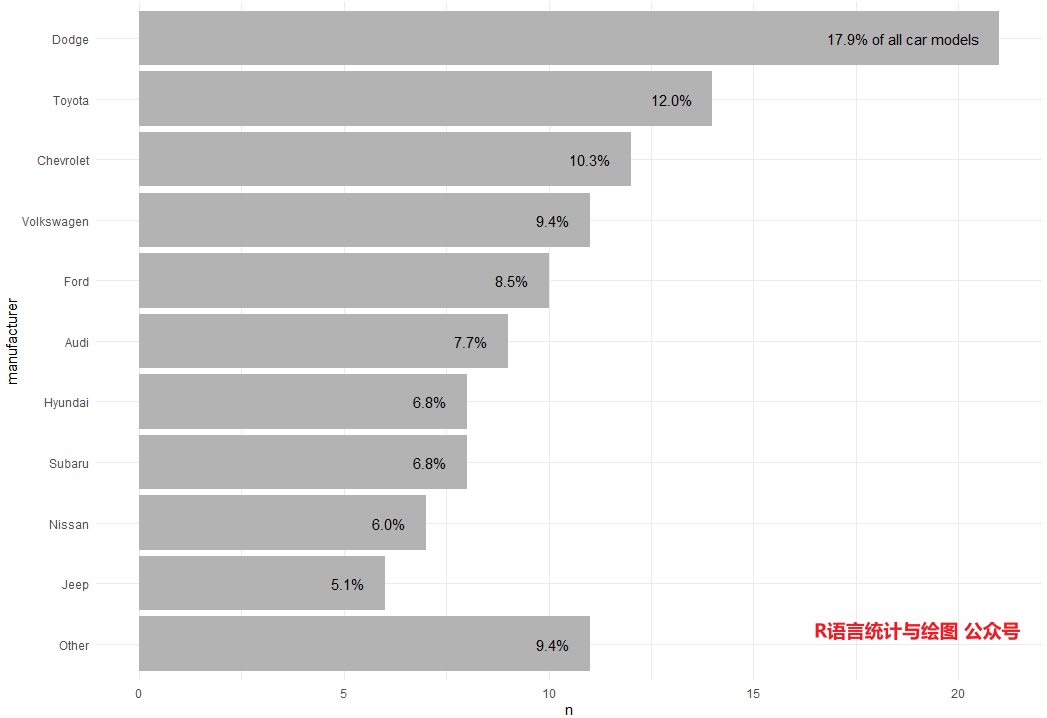 Dodge 17.9% of all car models
Toyota 12.0%
Chevrolet 10.3%
Volkswagen 9.4%
Ford 8.5%
Audi 7.7%
Hyundai 6.8%
Subaru 6.8%
Nissan 6.0%
Jeep 5.1%
Other 9.4%
manufacturer
R语言统计与绘图 公众号
0 5 10 15 20
n